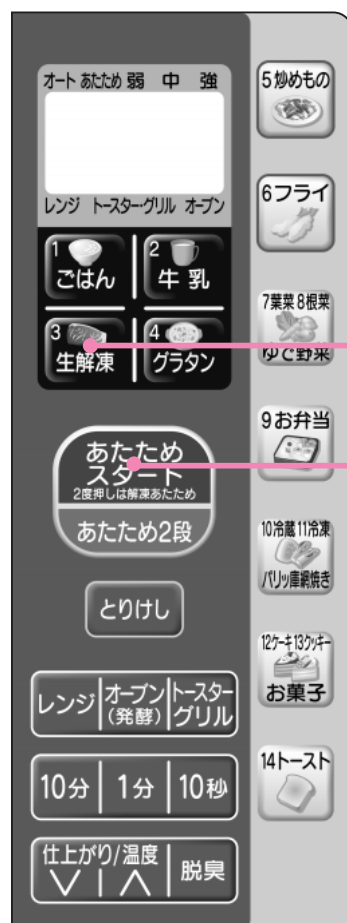 オート あたため 弱 中 強
レンジ トースター・グリル オーブン
1 ごはん
2 牛乳
3 生解凍
4 グラタン
あたため
スタート
2度押しは解凍あたため
あたため2段
とりけし
レンジ
オーブン
(発酵)
トースター
グリル
10分 1分 10秒
仕上がり/温度
脱臭
5炒めもの
6フライ
7葉菜 8根菜
ゆで野菜
9お弁当
10冷蔵 11冷凍
パリッ庫網焼き
12ケーキ 13クッキー
お菓子
14トースト